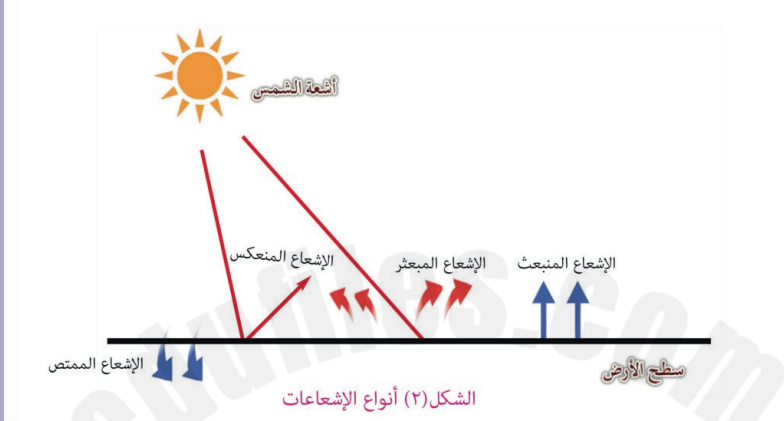 أشعة الشمس
الإشعاع المنعكس
الإشعاع المبعثر
الإشعاع المنبعث
الإشعاع الممتص
سطح الأرض
الشكل(٢) أنواع الإشعاعات